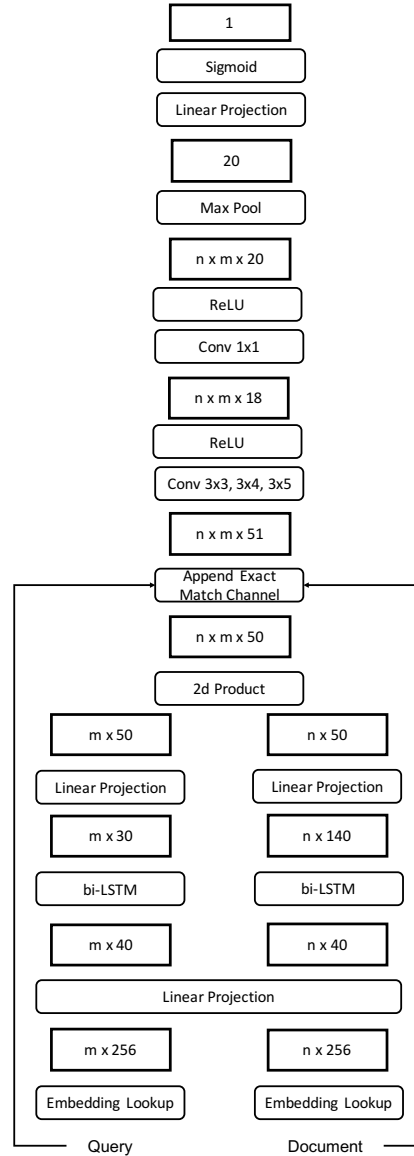 1
Sigmoid
Linear Projection
20
Max Pool
n x m x 20
ReLU
Conv 1x1
n x m x 18
ReLU
Conv 3x3, 3x4, 3x5
n x m x 51
Append Exact
Match Channel
n x m x 50
2d Product
m x 50
n x 50
Linear Projection
Linear Projection
m x 30
n x 140
bi-LSTM
bi-LSTM
m x 40
n x 40
Linear Projection
m x 256
n x 256
Embedding Lookup
Embedding Lookup
Query
Document